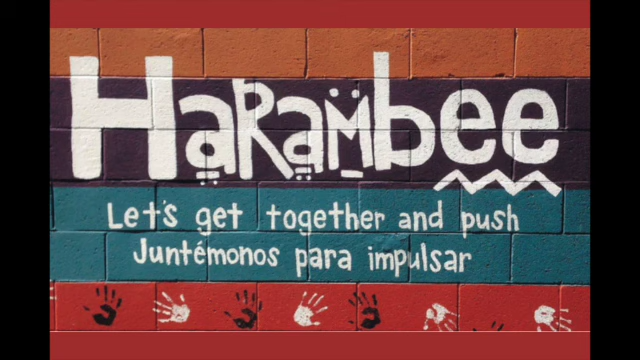 Harambee
Let's get together and push
Juntémonos para impulsar